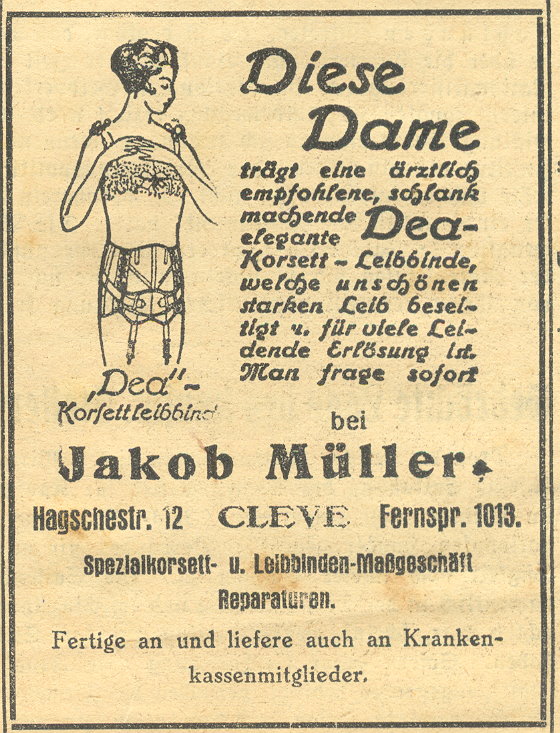 Diese
Dame
trägt eine ärztlich
empfohlene, schlank
machende Dea-
elegante
Korsett - Leibbinde,
welche unschönen
starken Leib besei-
tigt u. für viele Lei-
dende Erlösung ist.
Man frage sofort
„Dea"-
Korsettleibbind
bei
Jakob Müller,
Hagschestr. 12 CLEVE Fernspr. 1013.
Spezialkorsett- u. Leibbinden-Maßgeschäft
Reparaturen.
Fertige an und liefere auch an Kranken-
kassenmitglieder.